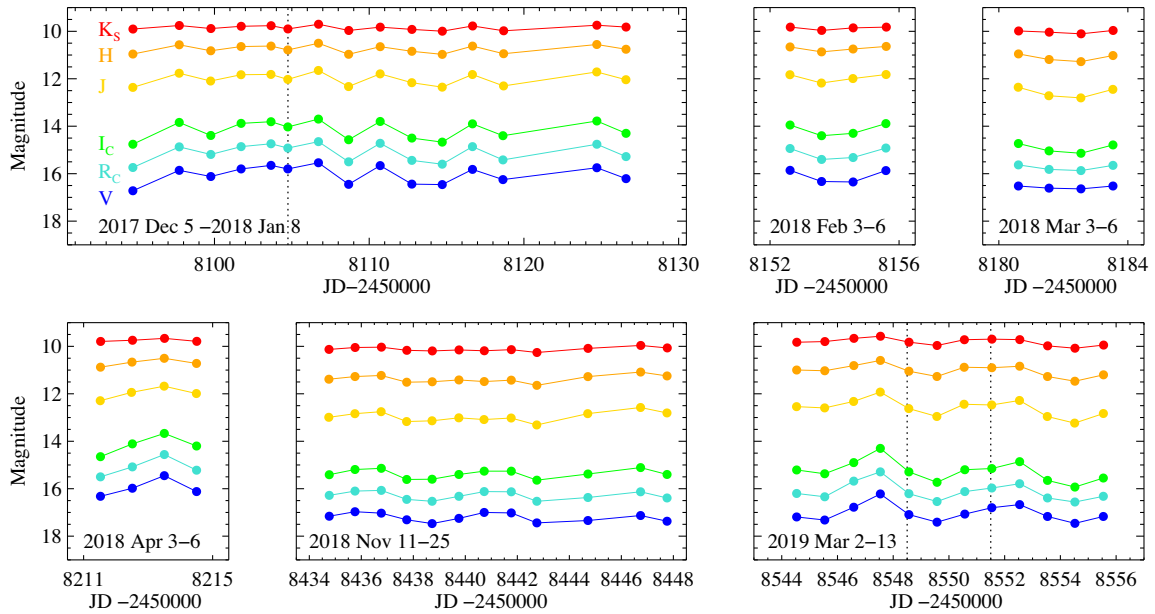 10
12
14
16
18
Magnitude
K_S
H
J
I_C
R_C
V
2017 Dec 5 −2018 Jan 8
8100
8110
8120
8130
JD−2450000
2018 Feb 3−6
8152
8156
JD −2450000
2018 Mar 3−6
8180
8184
JD −2450000
10
12
14
16
18
Magnitude
2018 Apr 3−6
8211
8215
JD −2450000
2018 Nov 11−25
8434 8436 8438 8440 8442 8444 8446 8448
JD −2450000
2019 Mar 2−13
8544 8546 8548 8550 8552 8554 8556
JD −2450000